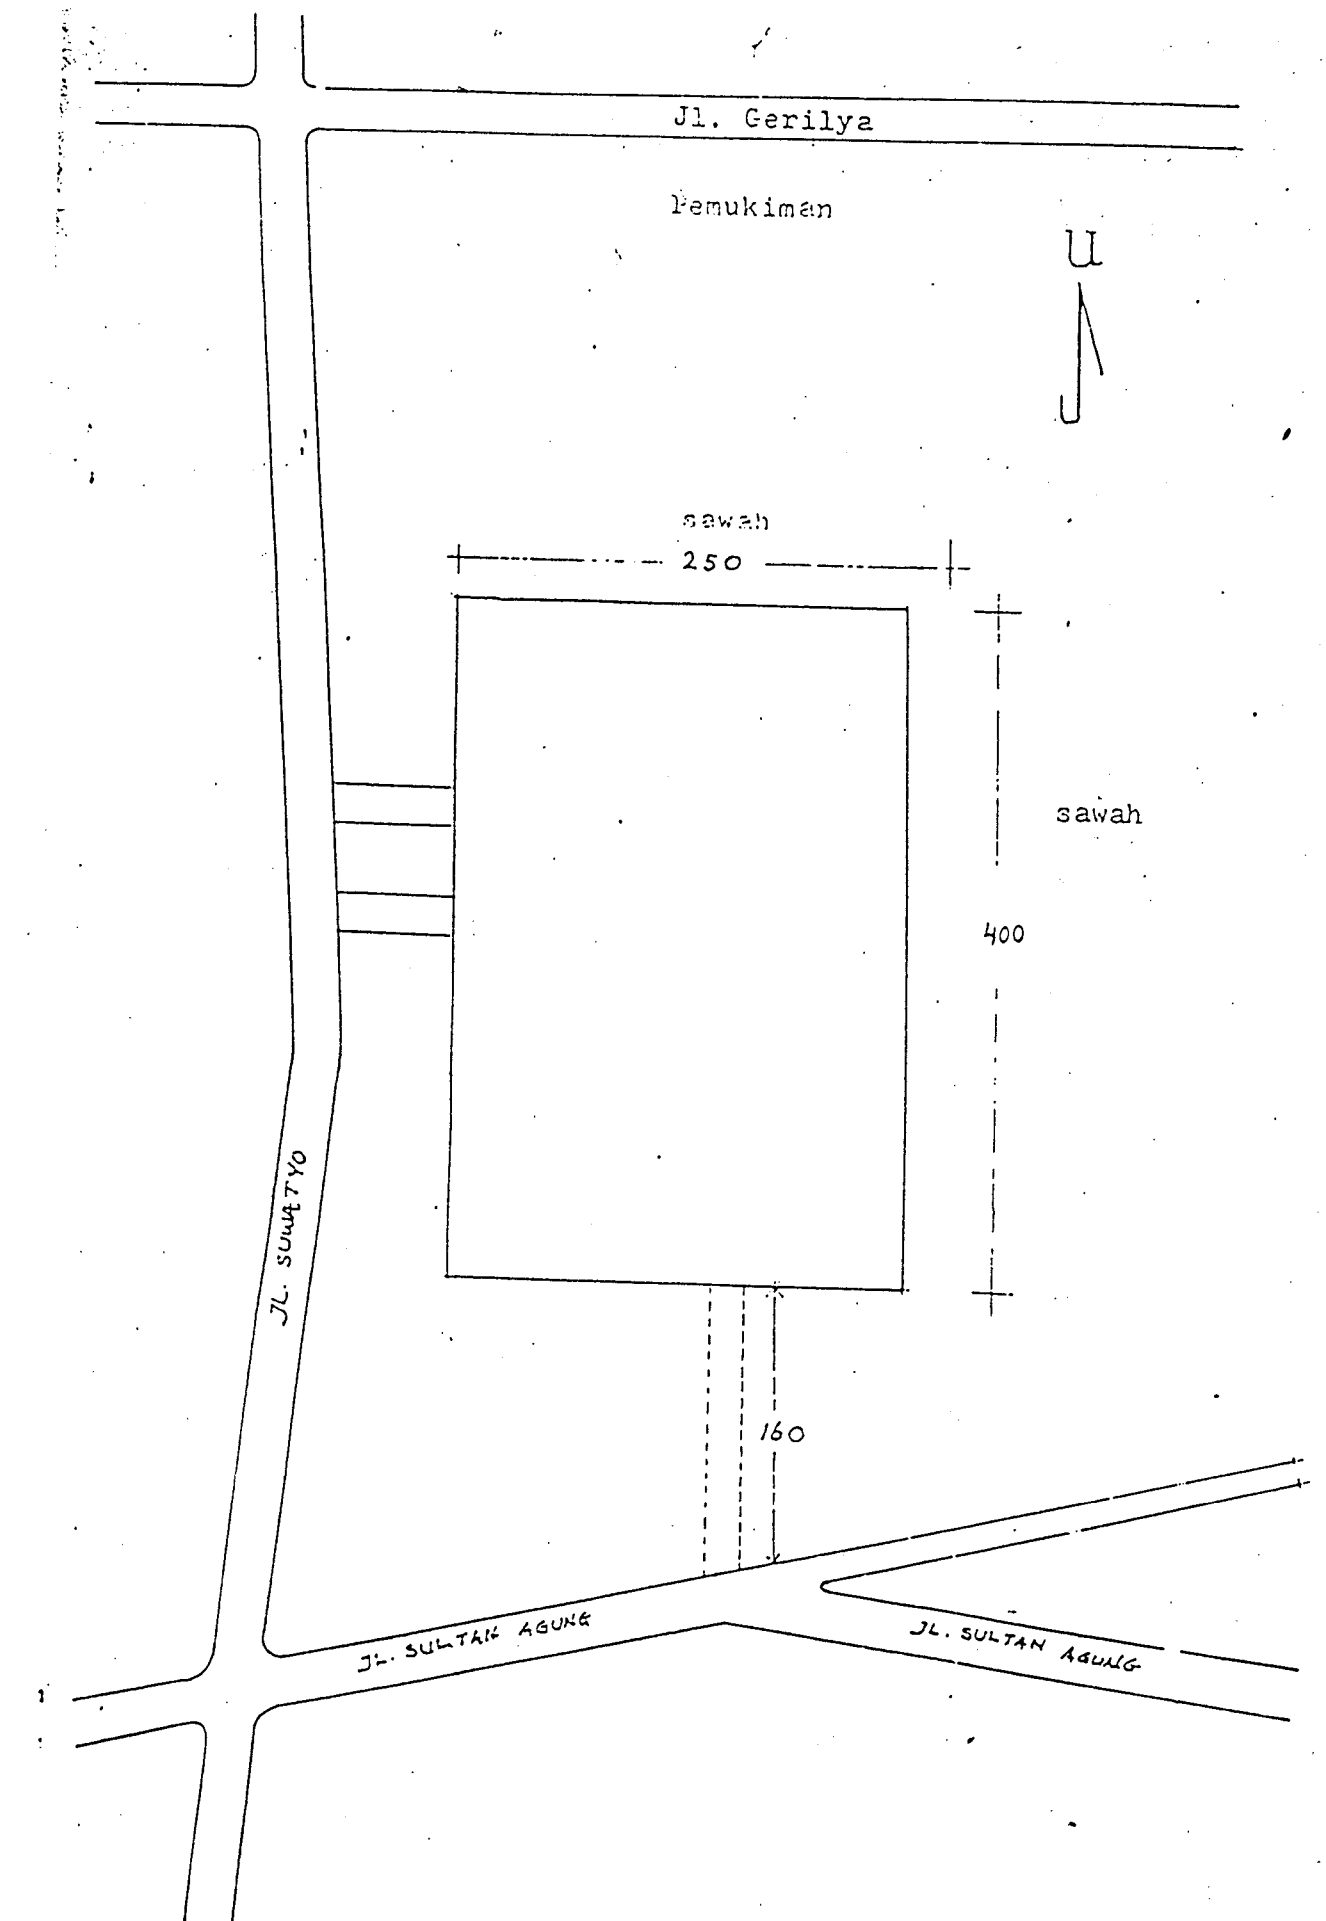 Jl. Gerilya
Pemukiman
U
sawah
250
sawah
400
JL. SUWATYO
160
JL. SULTAN AGUNG
JL. SULTAN AGUNG